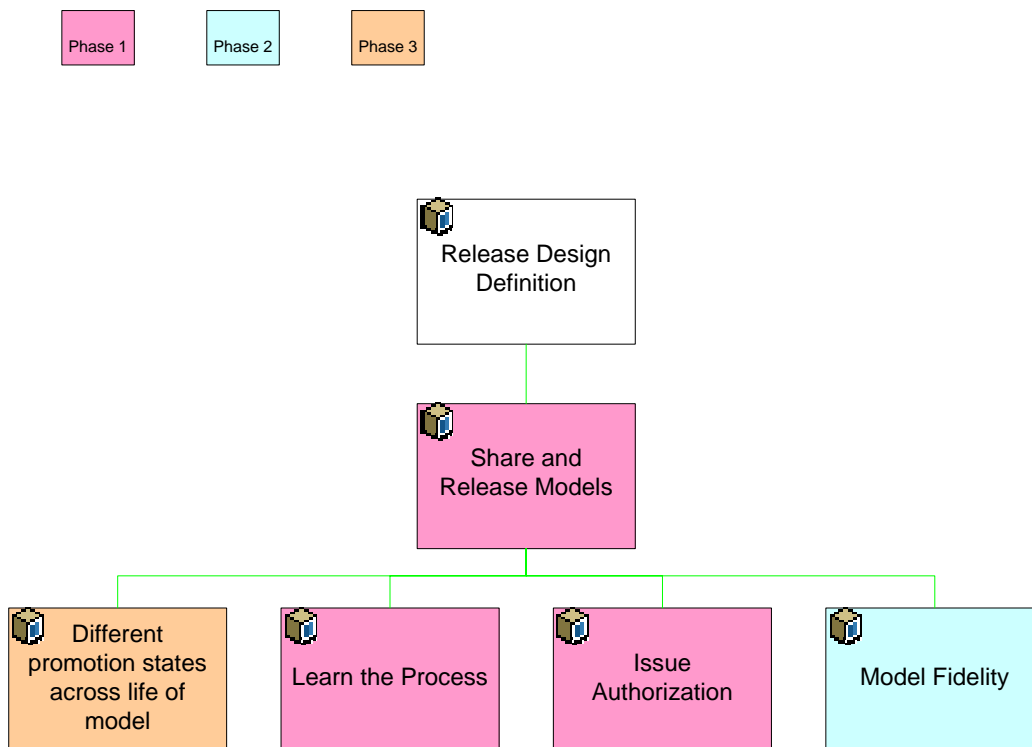 Phase 1
Phase 2
Phase 3
Release Design
Definition
Share and
Release Models
Different
promotion states
across life of
model
Learn the Process
Issue
Authorization
Model Fidelity